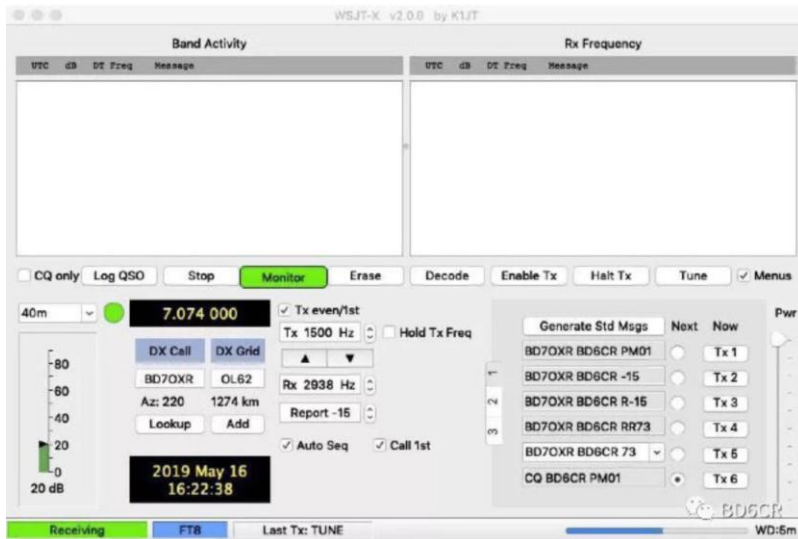 WSJT-X v2.0.0 by K1JT
Band Activity
Rx Frequency
UTC dB DT Freq Message
UTC dB DT Freq Message
CQ only Log QSO Stop Monitor Erase Decode Enable Tx Halt Tx Tune Menus
40m
7.074 000
Tx even/1st
Pwr
Tx 1500 Hz
Hold Tx Freq
Generate Std Msgs Next Now
DX Call DX Grid
BD7OXR BD6CR PM01
Tx 1
BD7OXR OL62
Rx 2938 Hz
BD7OXR BD6CR -15
Tx 2
Az: 220 1274 km
Report -15
BD7OXR BD6CR R-15
Tx 3
Lookup Add
BD7OXR BD6CR RR73
Tx 4
Auto Seq
Call 1st
BD7OXR BD6CR 73
Tx 5
CQ BD6CR PM01
Tx 6
1
2
3
-80
-60
-40
-20
-0
20 dB
2019 May 16
16:22:38
BD6CR
Receiving FT8 Last Tx: TUNE WD:6m